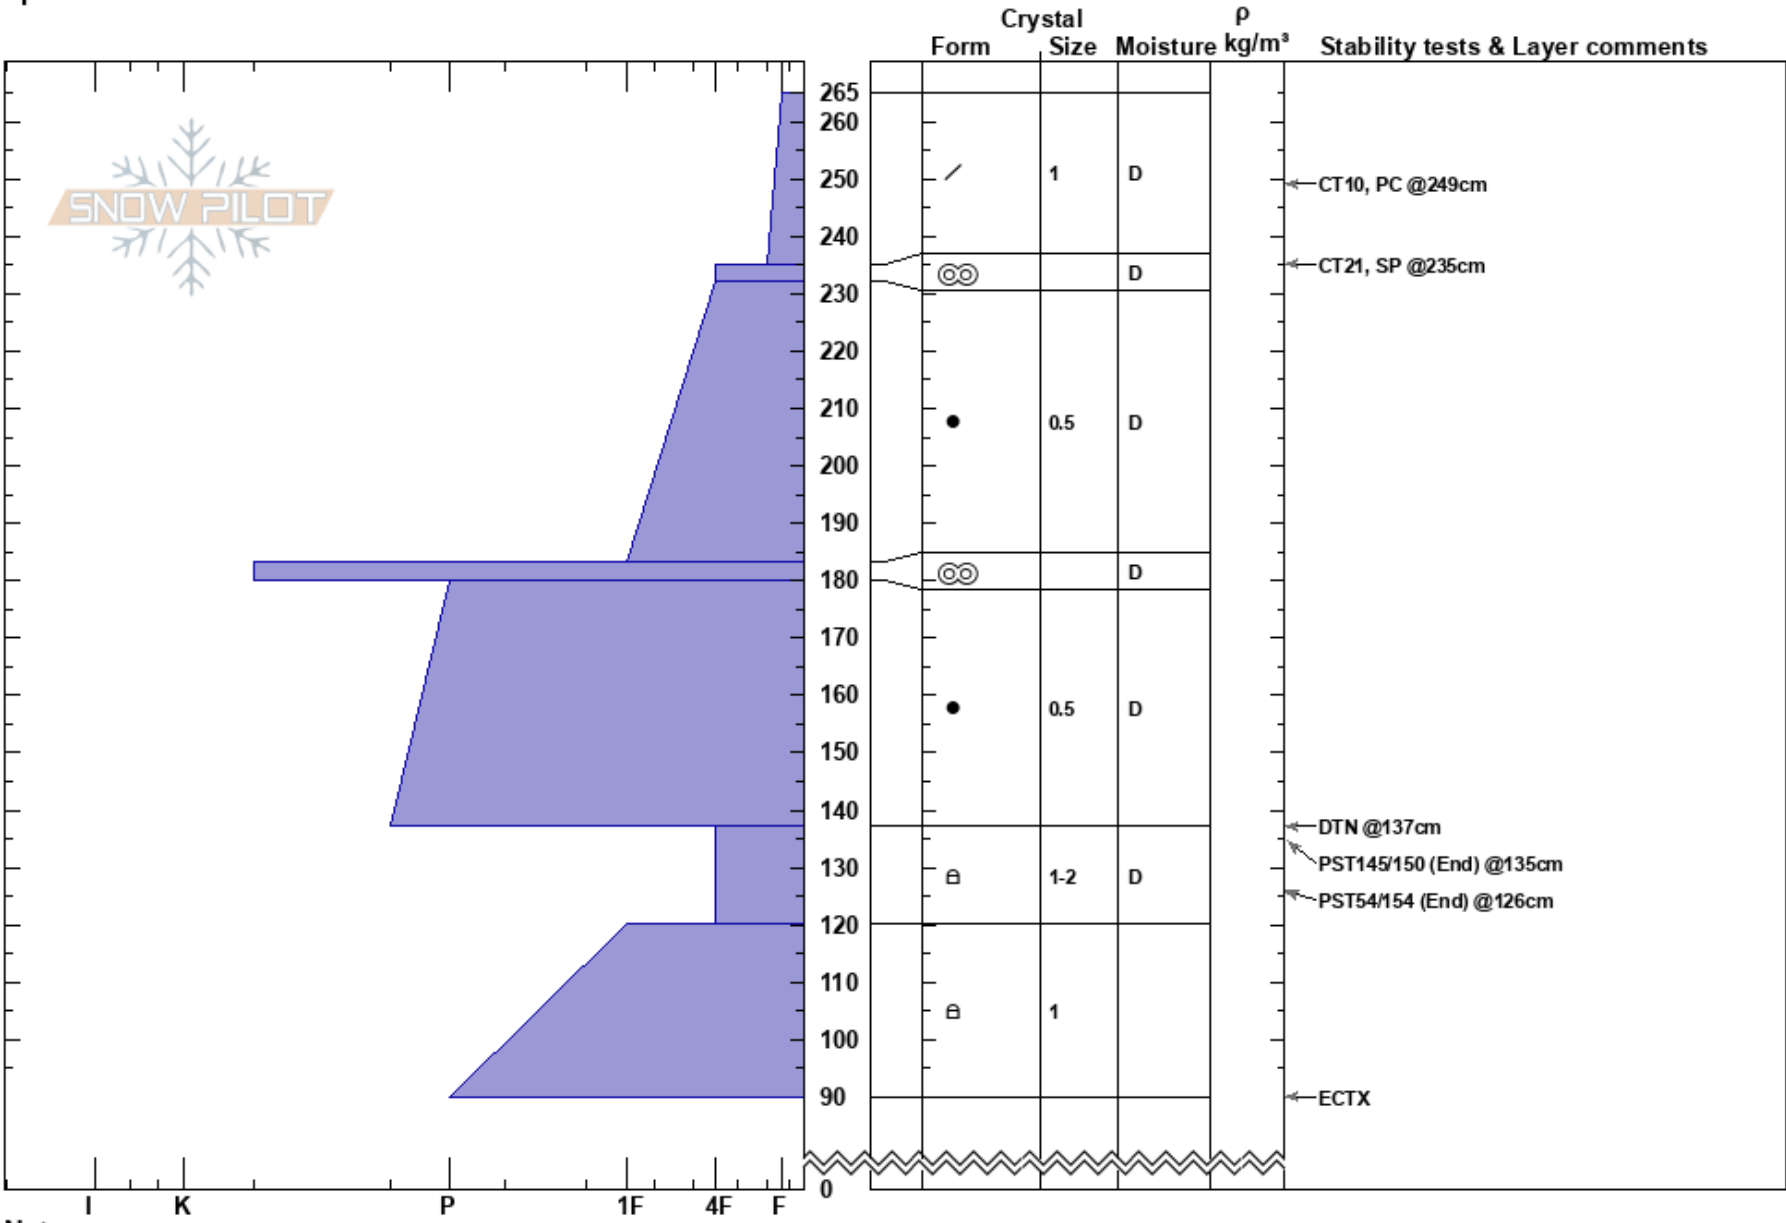 Crystal ρ
Form Size Moisture kg/m³ Stability tests & Layer comments
SNOW PILOT
265
260
1 D
250
CT10, PC @249cm
240
CT21, SP @235cm
D
230
220
210
0.5 D
200
190
180
D
170
160
0.5 D
150
140
DTN @137cm
PST145/150 (End) @135cm
130
1-2 D
PST54/154 (End) @126cm
120
110
1
100
90
ECTX
0
I K P 1F 4F F